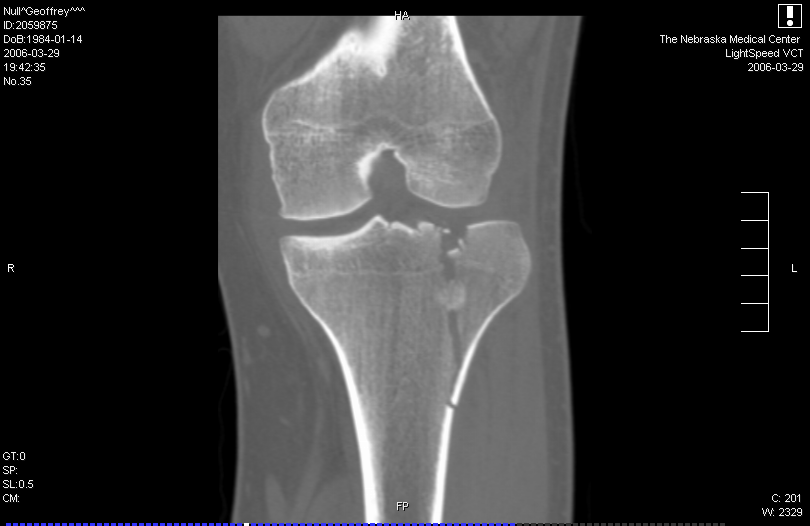 Null^Geoffrey^^^
ID:2059875
DoB:1984-01-14
2006-03-29
19:42:35
No.35
HA
The Nebraska Medical Center
LightSpeed VCT
2006-03-29
R
L
GT:0
SP:
SL:0.5
CM:
FP
C: 201
W: 2329